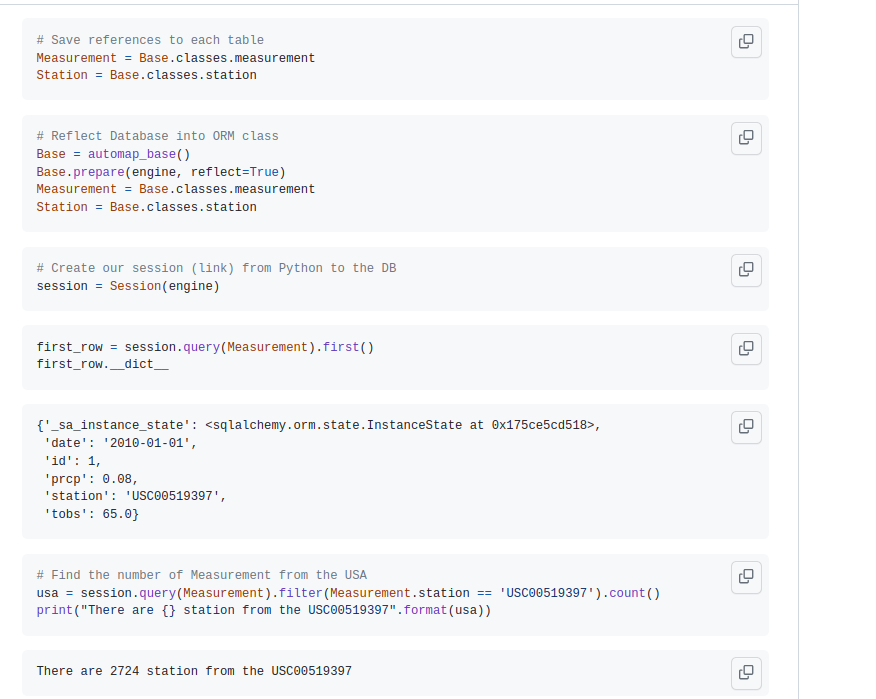 # Save references to each table
Measurement = Base.classes.measurement
Station = Base.classes.station
# Reflect Database into ORM class
Base = automap_base()
Base.prepare(engine, reflect=True)
Measurement = Base.classes.measurement
Station = Base.classes.station
# Create our session (link) from Python to the DB
session = Session(engine)
first_row = session.query(Measurement).first()
first_row.__dict__
{'_sa_instance_state': <sqlalchemy.orm.state.InstanceState at 0x175ce5cd518>,
 'date': '2010-01-01',
 'id': 1,
 'prcp': 0.08,
 'station': 'USC00519397',
 'tobs': 65.0}
# Find the number of Measurement from the USA
usa = session.query(Measurement).filter(Measurement.station == 'USC00519397').count()
print("There are {} station from the USC00519397".format(usa))
There are 2724 station from the USC00519397